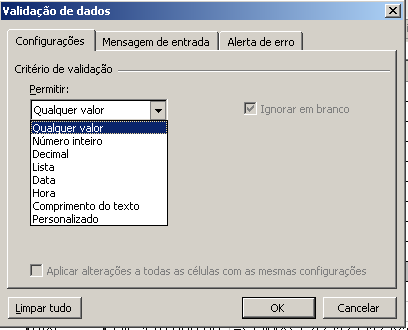 Validação de dados
Configurações
Mensagem de entrada
Alerta de erro
Critério de validação
Permitir:
Qualquer valor
Ignorar em branco
Qualquer valor
Número inteiro
Decimal
Lista
Data
Hora
Comprimento do texto
Personalizado
Aplicar alterações a todas as células com as mesmas configurações
Limpar tudo
OK
Cancelar